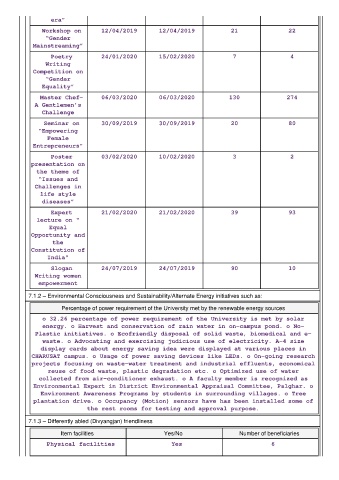 era"
Workshop on "Gender Mainstreaming" 12/04/2019 12/04/2019 21 22
Poetry Writing Competition on "Gender Equality" 24/01/2020 15/02/2020 7 4
Master Chef- A Gentlemen's Challenge 06/03/2020 06/03/2020 130 274
Seminar on "Empowering Female Entrepreneurs" 30/09/2019 30/09/2019 20 80
Poster presentation on the theme of "Issues and Challenges in life style diseases" 03/02/2020 10/02/2020 3 2
Expert lecture on " Equal Opportunity and the Constitution of India" 21/02/2020 21/02/2020 39 93
Slogan Writing women empowerment 24/07/2019 24/07/2019 90 10
7.1.2 – Environmental Consciousness and Sustainability/Alternate Energy initiatives such as:
Percentage of power requirement of the University met by the renewable energy sources
o 32.26 percentage of power requirement of the University is met by solar
energy. o Harvest and conservation of rain water in on-campus pond. o No-
Plastic initiatives. o Ecofriendly disposal of solid waste, biomedical and e-
waste. o Advocating and exercising judicious use of electricity. A-4 size
display cards about energy saving idea were displayed at various places in
CHARUSAT campus. o Usage of power saving devices like LEDs. o On-going research
projects focusing on waste-water treatment and industrial effluents, economical
reuse of food waste, plastic degradation etc. o Optimized use of water
collected from air-conditioner exhaust. o A faculty member is recognized as
Environmental Expert in District Environmental Appraisal Committee, Palghar. o
Environment Awareness Programs by students in surrounding villages. o Tree
plantation drive. o Occupancy (Motion) sensors have has been installed some of
the rest rooms for testing and approval purpose.
7.1.3 – Differently abled (Divyangjan) friendliness
Item facilities Yes/No Number of beneficiaries
Physical facilities Yes 6